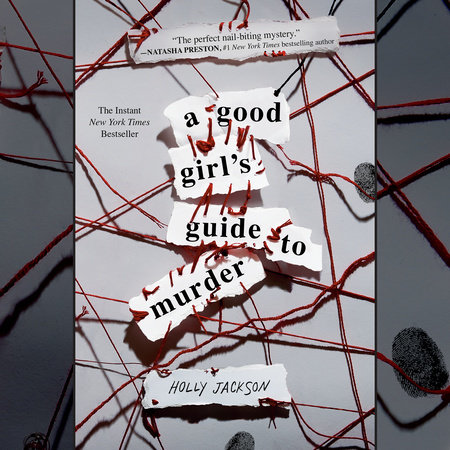 “The perfect nail-biting mystery.”
—NATASHA PRESTON, #1 New York Times bestselling author
The Instant
New York Times
Bestseller
a good
girl's
guide to
murder
HOLLY JACKSON